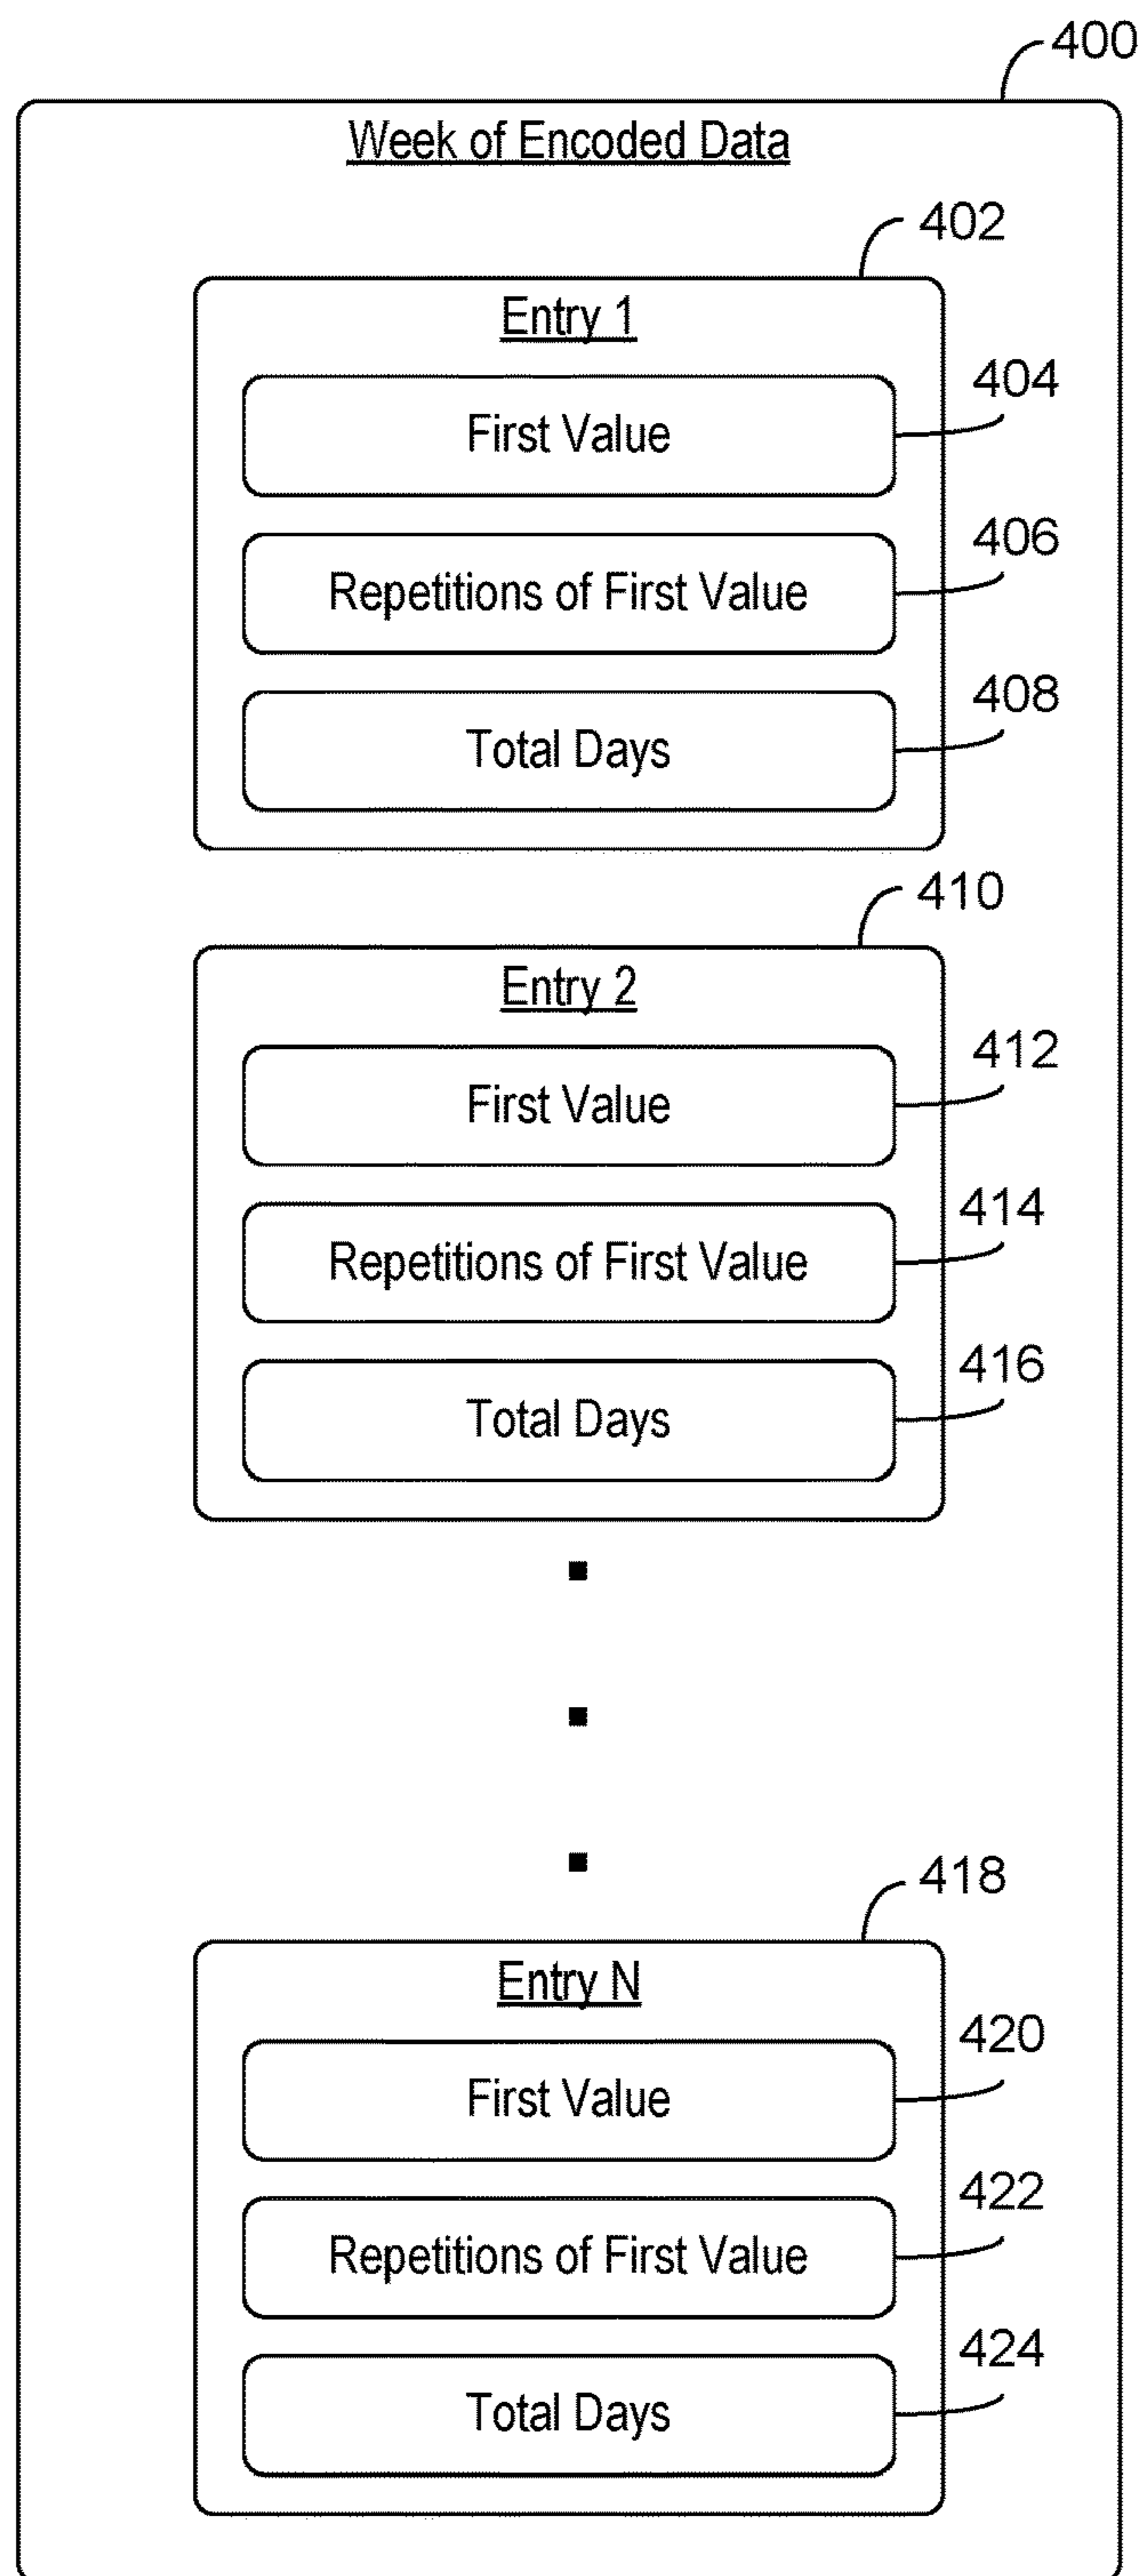 400
Week of Encoded Data
402
Entry 1
404
First Value
406
Repetitions of First Value
408
Total Days
410
Entry 2
412
First Value
414
Repetitions of First Value
416
Total Days
418
Entry N
420
First Value
422
Repetitions of First Value
424
Total Days